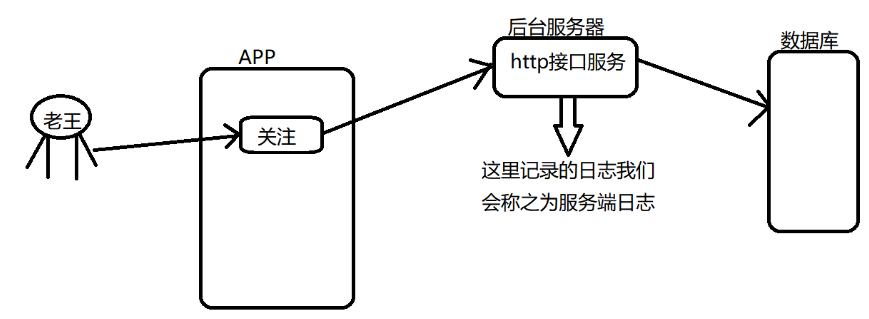 后台服务器
数据库
APP
http接口服务
老王
关注
这里记录的日志我们
会称之为服务端日志